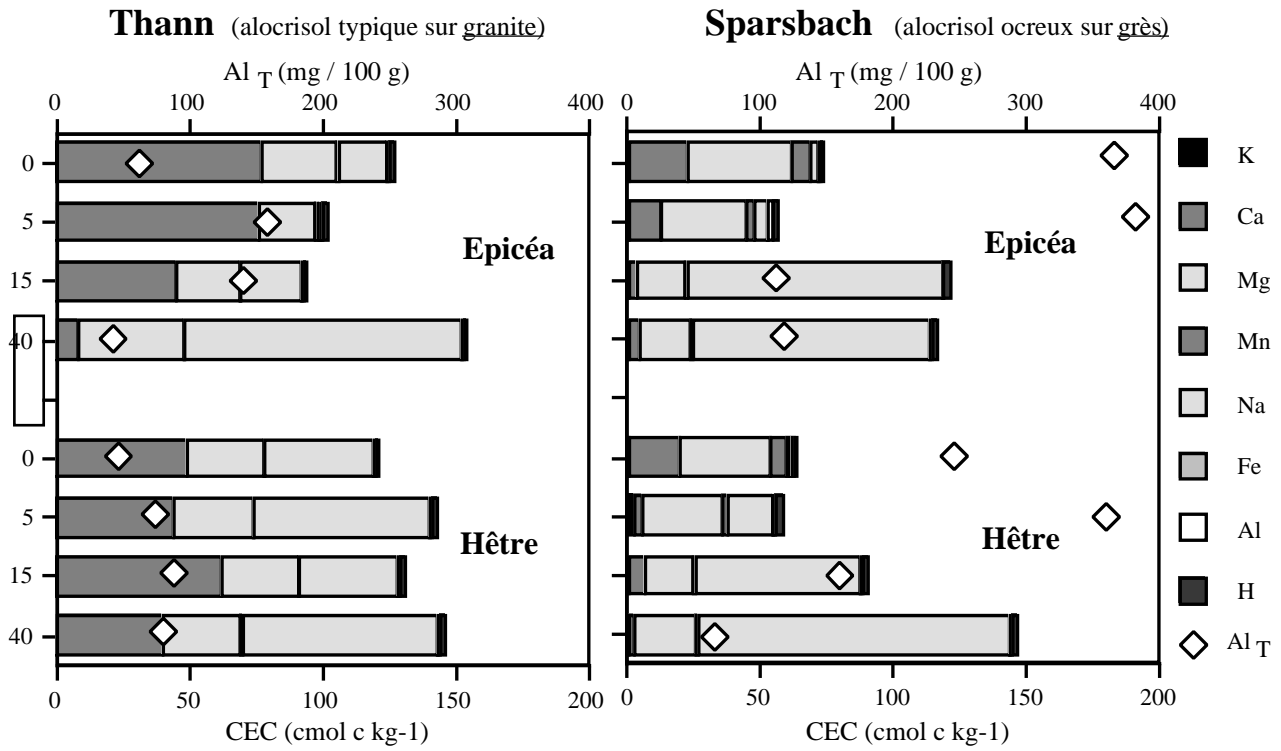 Thann (alocrisol typique sur granite)
Al T (mg / 100 g)
0 100 200 300 400
0
5
15
40
Epicéa
0
5
15
40
Hêtre
0 50 100 150 200
CEC (cmol c kg-1)
Sparsbach (alocrisol ocreux sur grès)
Al T (mg / 100 g)
0 100 200 300 400
Epicéa
Hêtre
0 50 100 150 200
CEC (cmol c kg-1)
K
Ca
Mg
Mn
Na
Fe
Al
H
Al T